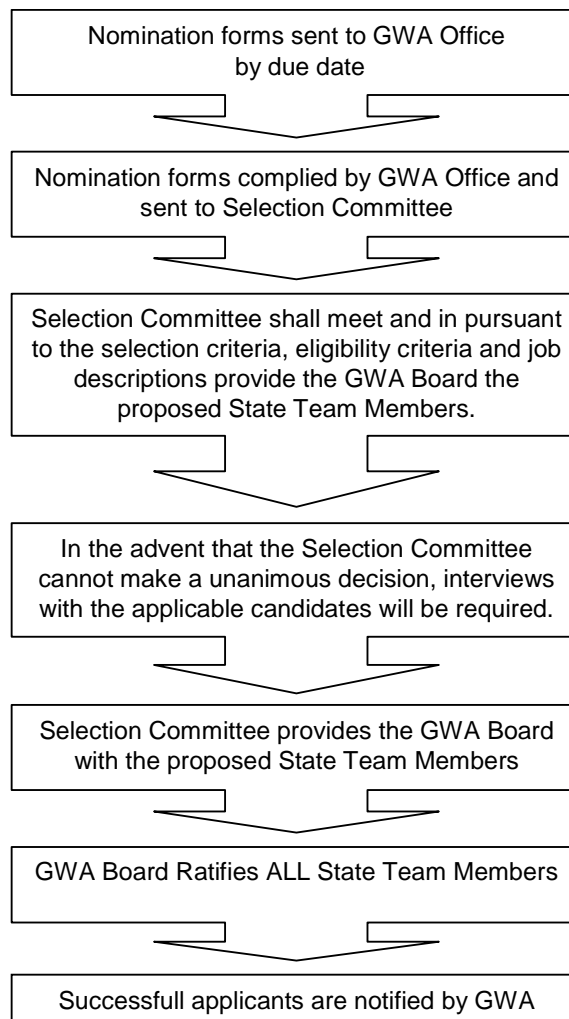 Nomination forms sent to GWA Office
by due date
Nomination forms complied by GWA Office and
sent to Selection Committee
Selection Committee shall meet and in pursuant
to the selection criteria, eligibility criteria and job
descriptions provide the GWA Board the
proposed State Team Members.
In the advent that the Selection Committee
cannot make a unanimous decision, interviews
with the applicable candidates will be required.
Selection Committee provides the GWA Board
with the proposed State Team Members
GWA Board Ratifies ALL State Team Members
Successfull applicants are notified by GWA